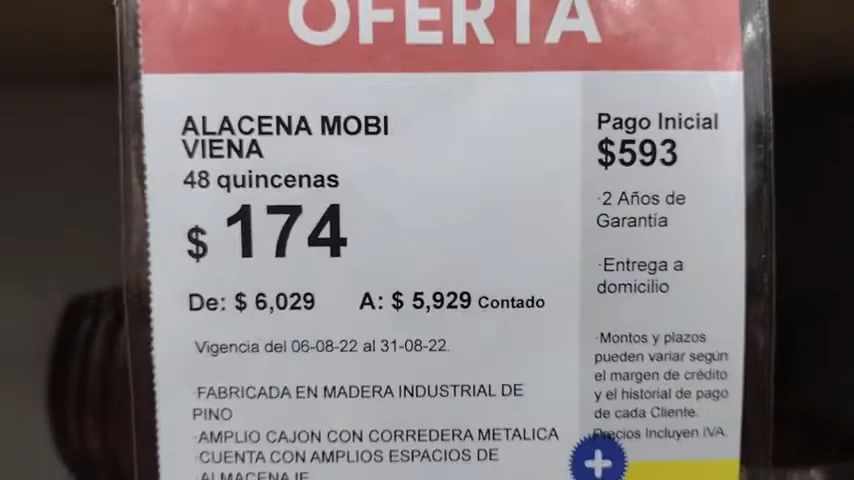 OFERTA
ALACENA MOBI
VIENA
48 quincenas
$ 174
De: $ 6,029 A: $ 5,929 Contado
Vigencia del 06-08-22 al 31-08-22.
·FABRICADA EN MADERA INDUSTRIAL DE
PINO
·AMPLIO CAJON CON CORREDERA METALICA
·CUENTA CON AMPLIOS ESPACIOS DE
ALMACENAJE
Pago Inicial
$593
·2 Años de
Garantía
·Entrega a
domicilio
·Montos y plazos
pueden variar según
el margen de crédito
y el historial de pago
de cada Cliente.
Precios Incluyen IVA.